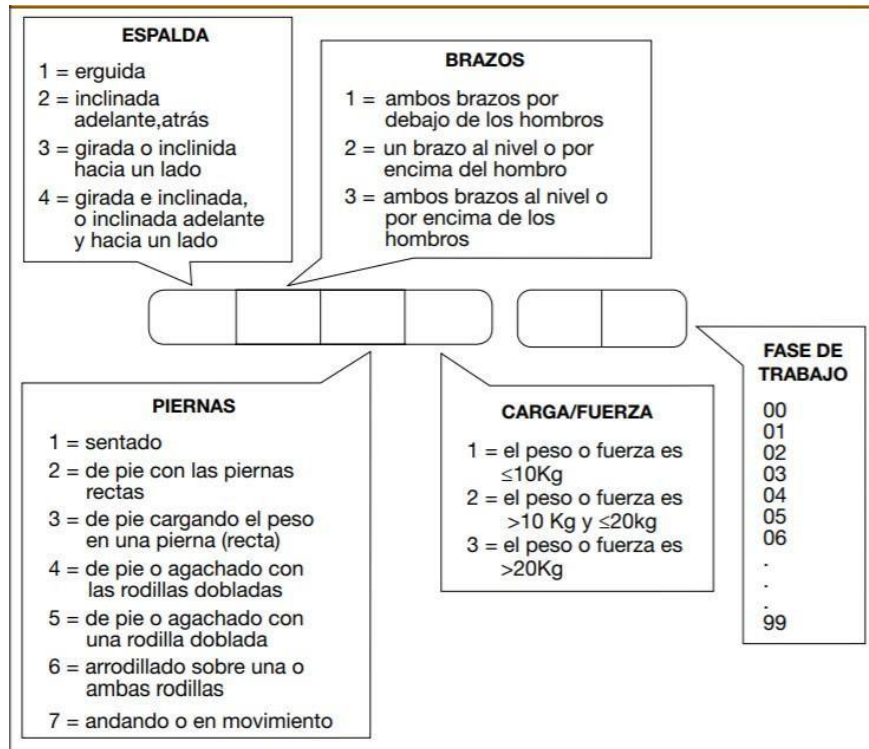 ESPALDA
1 = erguida
2 = inclinada
adelante,atrás
3 = girada o inclinida
hacia un lado
4 = girada e inclinada,
o inclinada adelante
y hacia un lado
BRAZOS
1 = ambos brazos por
debajo de los hombros
2 = un brazo al nivel o por
encima del hombro
3 = ambos brazos al nivel o
por encima de los
hombros
PIERNAS
1 = sentado
2 = de pie con las piernas
rectas
3 = de pie cargando el peso
en una pierna (recta)
4 = de pie o agachado con
las rodillas dobladas
5 = de pie o agachado con
una rodilla doblada
6 = arrodillado sobre una o
ambas rodillas
7 = andando o en movimiento
CARGA/FUERZA
1 = el peso o fuerza es
≤10Kg
2 = el peso o fuerza es
>10 Kg y ≤20kg
3 = el peso o fuerza es
>20Kg
FASE DE
TRABAJO
00
01
02
03
04
05
06
.
.
.
99